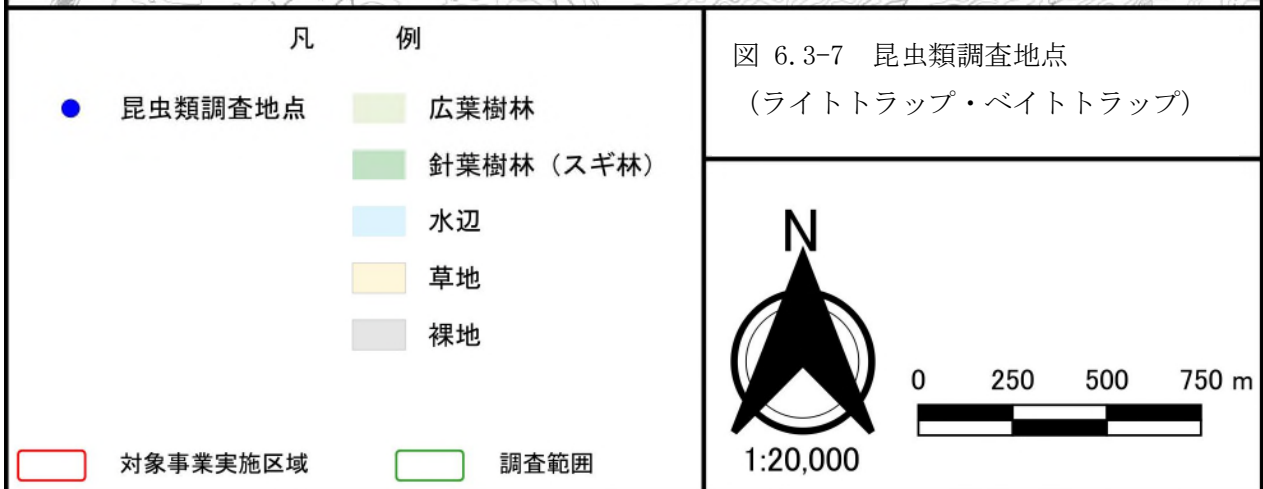 凡 例
昆虫類調査地点
広葉樹林
針葉樹林（スギ林）
水辺
草地
裸地
対象事業実施区域
調査範囲
図 6.3-7 昆虫類調査地点
（ライトトラップ・ベイトトラップ）
N
1:20,000
0 250 500 750 m